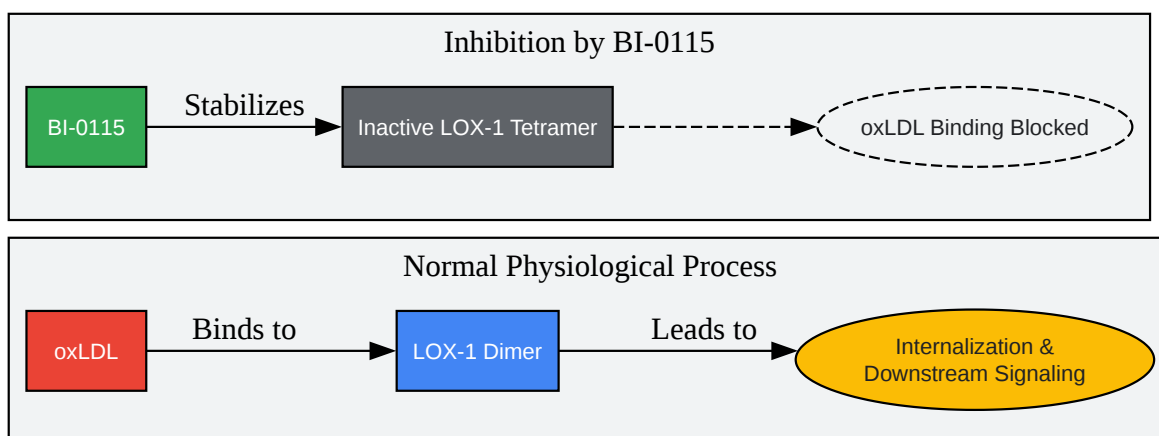 Inhibition by BI-0115
BI-0115
Stabilizes
Inactive LOX-1 Tetramer
oxLDL Binding Blocked
Normal Physiological Process
oxLDL
Binds to
LOX-1 Dimer
Leads to
Internalization &
Downstream Signaling